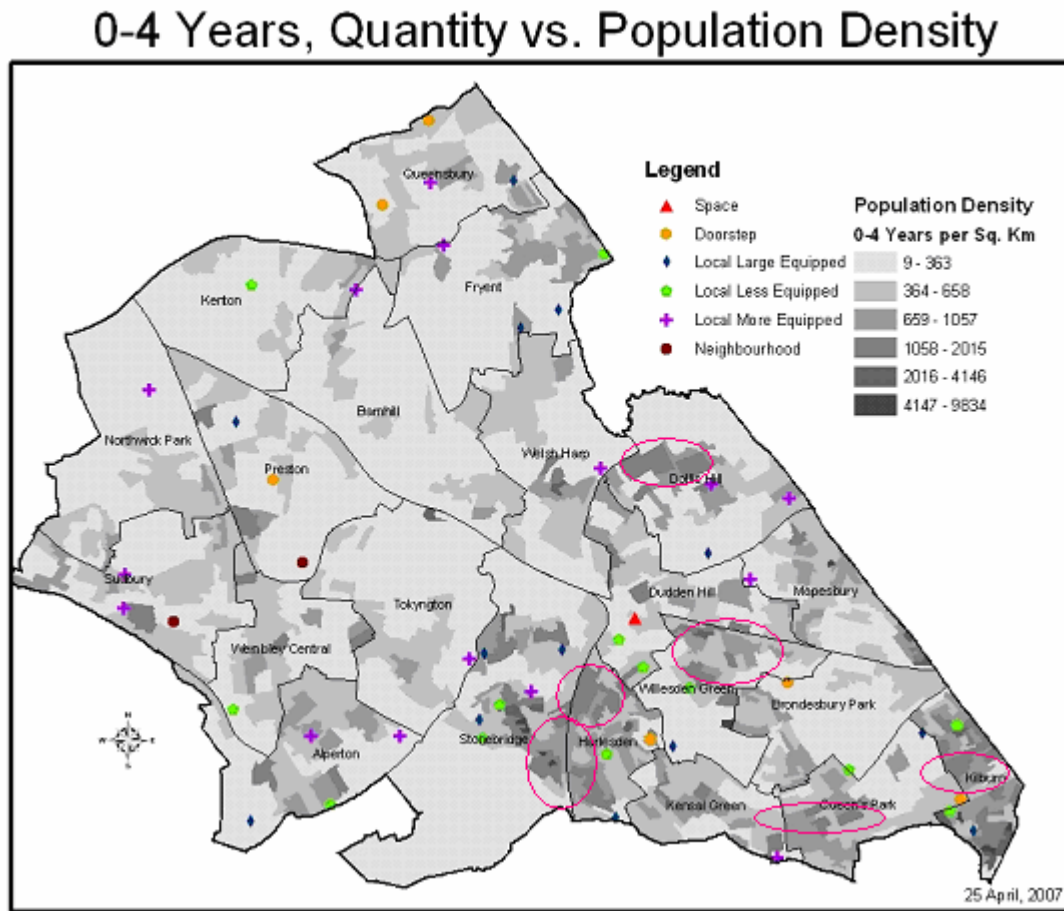 0-4 Years, Quantity vs. Population Density
Queensbury
Legend
Space
Doorstep
Local Large Equipped
Local Less Equipped
Local More Equipped
Neighbourhood
Population Density
0-4 Years per Sq. Km
9 - 363
364 - 658
659 - 1057
1058 - 2015
2016 - 4146
4147 - 9834
Kenton
Fryent
Barnhill
Northwick Park
Preston
Welsh Harp
Dollis Hill
Sudbury
Tokyngton
Dudden Hill
Mapesbury
Wembley Central
Willesden Green
Brondesbury Park
N
W
E
S
Alperton
Stonebridge
Harlesden
Kilburn
Kensal Green
Queen's Park
25 April, 2007